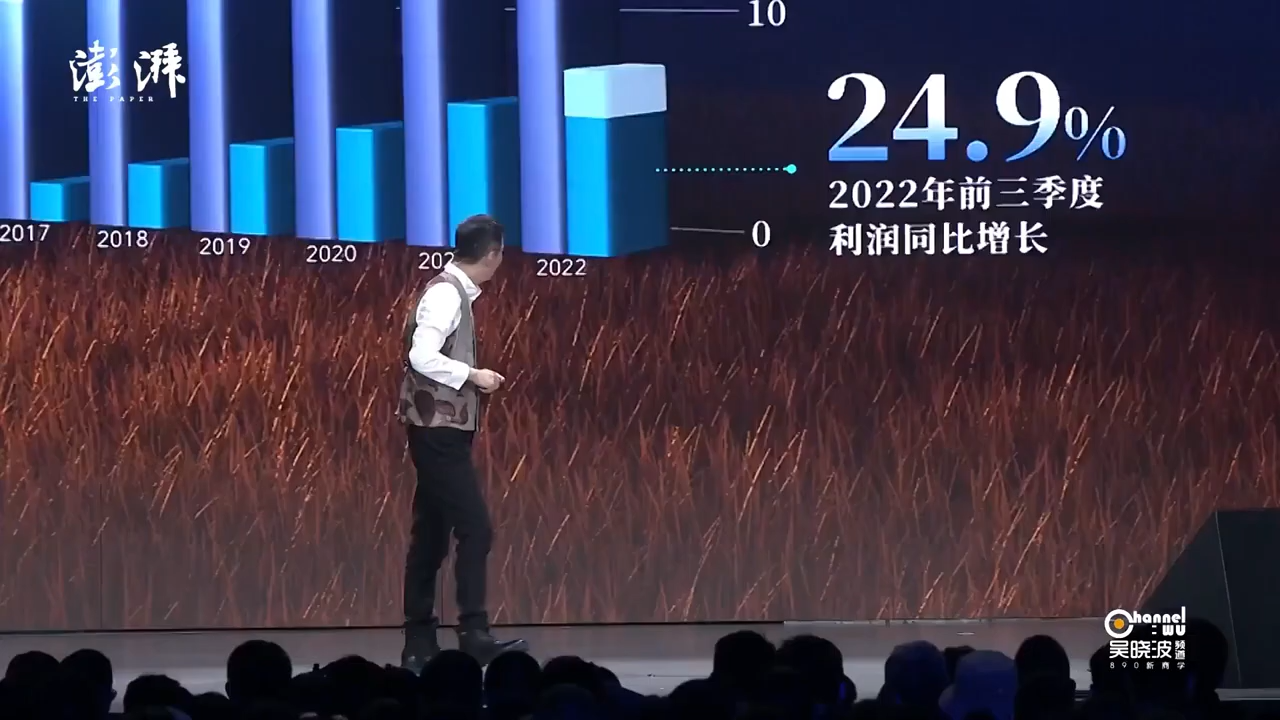 10
澎湃
THE PAPER
24.9%
2022年前三季度
利润同比增长
0
2017
2018
2019
2020
202
2022
Channel
:WU
吴晓波频道
890新商学